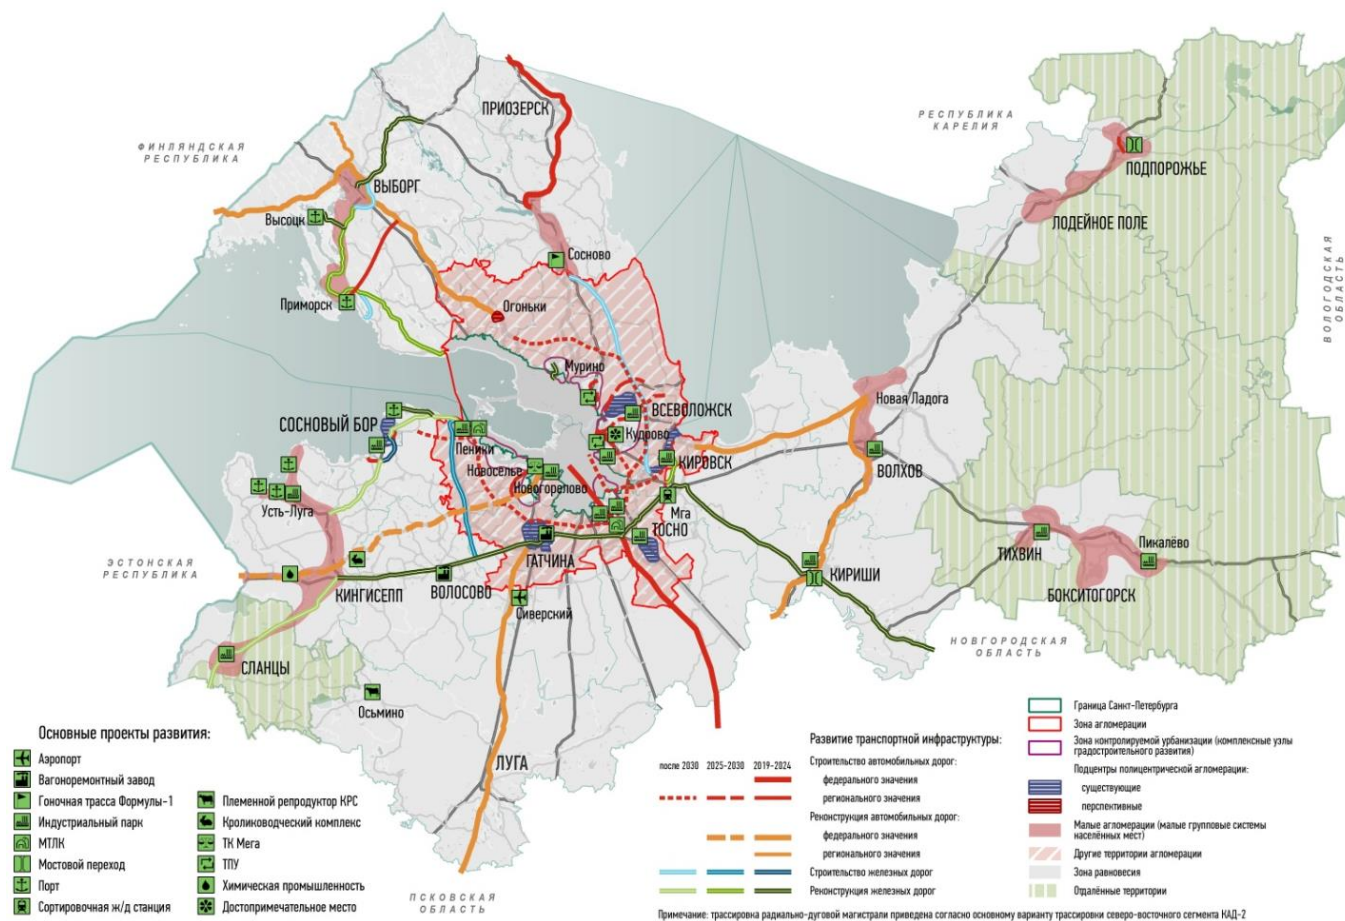 ФИНЛЯНДСКАЯ
РЕСПУБЛИКА
ПРИОЗЕРСК
РЕСПУБЛИКА
КАРЕЛИЯ
ПОДПОРОЖЬЕ
ВЫБОРГ
Высоцк
ЛОДЕЙНОЕ ПОЛЕ
Сосново
ВОЛОГОДСКАЯ
ОБЛАСТЬ
Приморск
Огоньки
Мурино
Новая Ладога
ВСЕВОЛОЖСК
СОСНОВЫЙ БОР
Кудрово
Пеники
КИРОВСК
Новоселье
ВОЛХОВ
Новогорелово
Усть-Луга
Мга
ТОСНО
ТИХВИН
Пикалёво
ЭСТОНСКАЯ
РЕСПУБЛИКА
ГАТЧИНА
КИРИШИ
КИНГИСЕПП
ВОЛОСОВО
БОКСИТОГОРСК
Сиверский
НОВГОРОДСКАЯ
ОБЛАСТЬ
СЛАНЦЫ
Осьмино
ЛУГА
ПСКОВСКАЯ
ОБЛАСТЬ
Основные проекты развития:
Аэропорт
Вагоноремонтный завод
Гоночная трасса Формулы-1
Индустриальный парк
МТЛК
Мостовой переход
Порт
Сортировочная ж/д станция
Племенной репродуктор КРС
Кролиководческий комплекс
ТК Мега
ТПУ
Химическая промышленность
Достопримечательное место
Развитие транспортной инфраструктуры:
после 2030 2025-2030 2019-2024
Строительство автомобильных дорог:
федерального значения
регионального значения
Реконструкция автомобильных дорог:
федерального значения
регионального значения
Строительство железных дорог
Реконструкция железных дорог
Граница Санкт-Петербурга
Зона агломерации
Зона контролируемой урбанизации (комплексные узлы
градостроительного развития)
Подцентры полицентрической агломерации:
существующие
перспективные
Малые агломерации (малые групповые системы
населённых мест)
Другие территории агломерации
Зона равновесия
Отдалённые территории
Примечание: трассировка радиально-дуговой магистрали приведена согласно основному варианту трассировки северо-восточного сегмента КАД-2